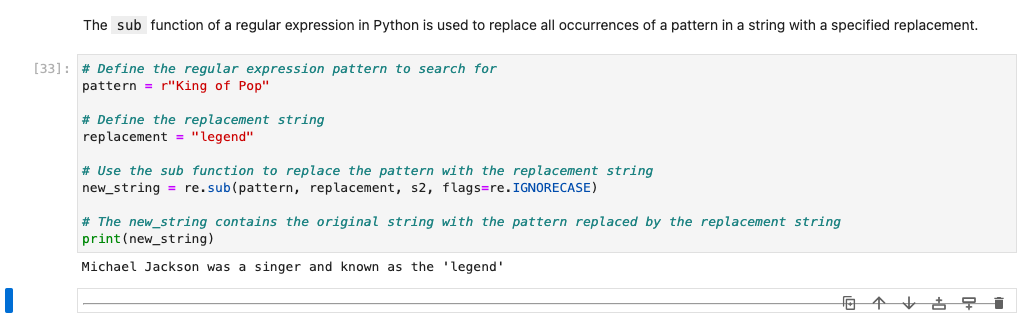 The sub function of a regular expression in Python is used to replace all occurrences of a pattern in a string with a specified replacement.
[33]: # Define the regular expression pattern to search for
pattern = r"King of Pop"
# Define the replacement string
replacement = "legend"
# Use the sub function to replace the pattern with the replacement string
new_string = re.sub(pattern, replacement, s2, flags=re.IGNORECASE)
# The new_string contains the original string with the pattern replaced by the replacement string
print(new_string)
Michael Jackson was a singer and known as the 'legend'